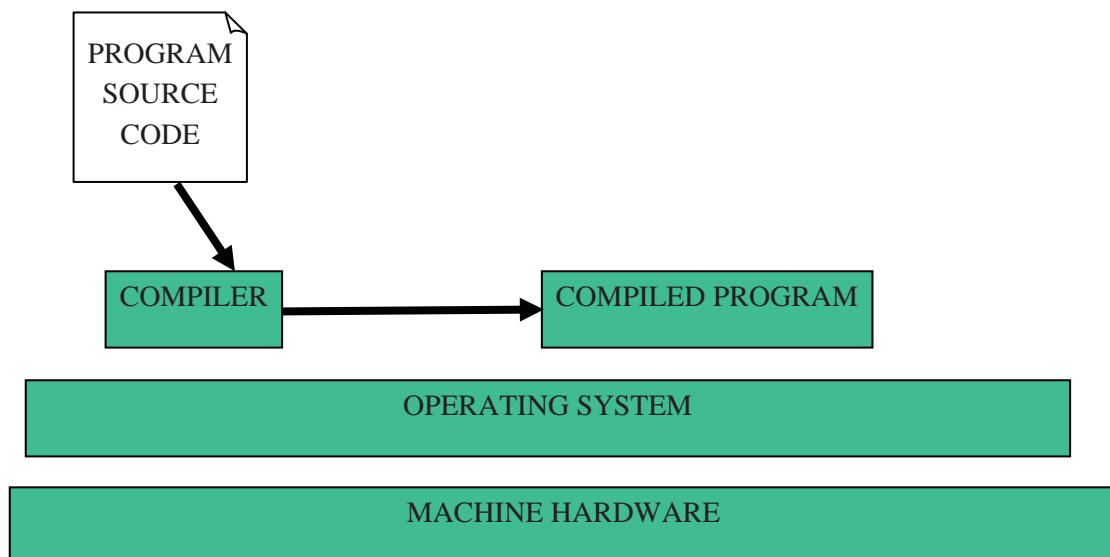 PROGRAM
SOURCE
CODE
COMPILER
COMPILED PROGRAM
OPERATING SYSTEM
MACHINE HARDWARE